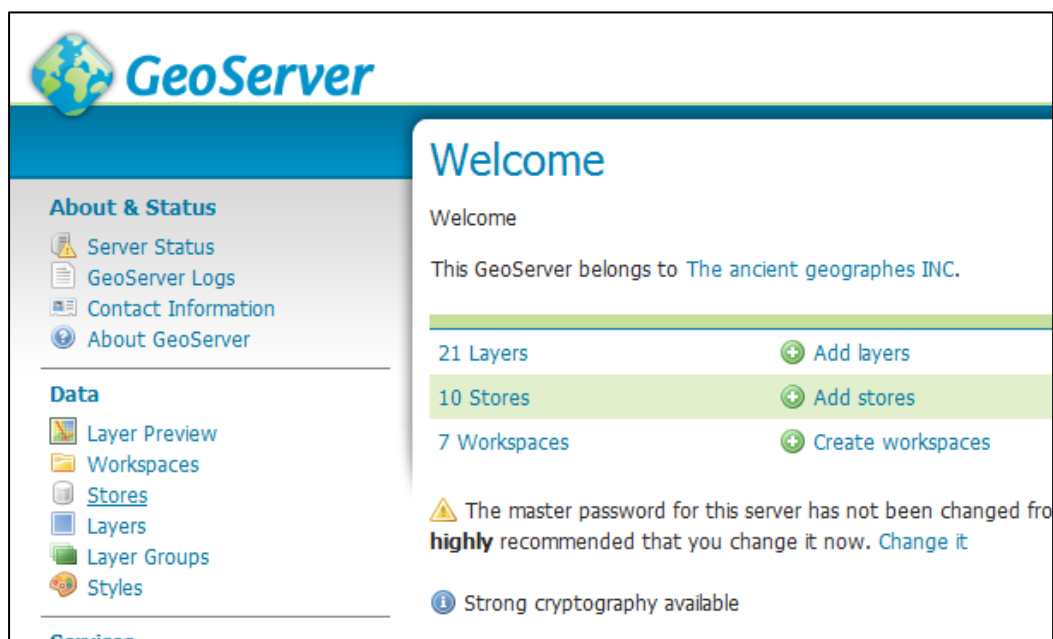 GeoServer
About & Status
Server Status
GeoServer Logs
Contact Information
About GeoServer
Data
Layer Preview
Workspaces
Stores
Layers
Layer Groups
Styles
Welcome
Welcome
This GeoServer belongs to The ancient geographes INC.
21 Layers Add layers
10 Stores Add stores
7 Workspaces Create workspaces
The master password for this server has not been changed fro
highly recommended that you change it now. Change it
Strong cryptography available